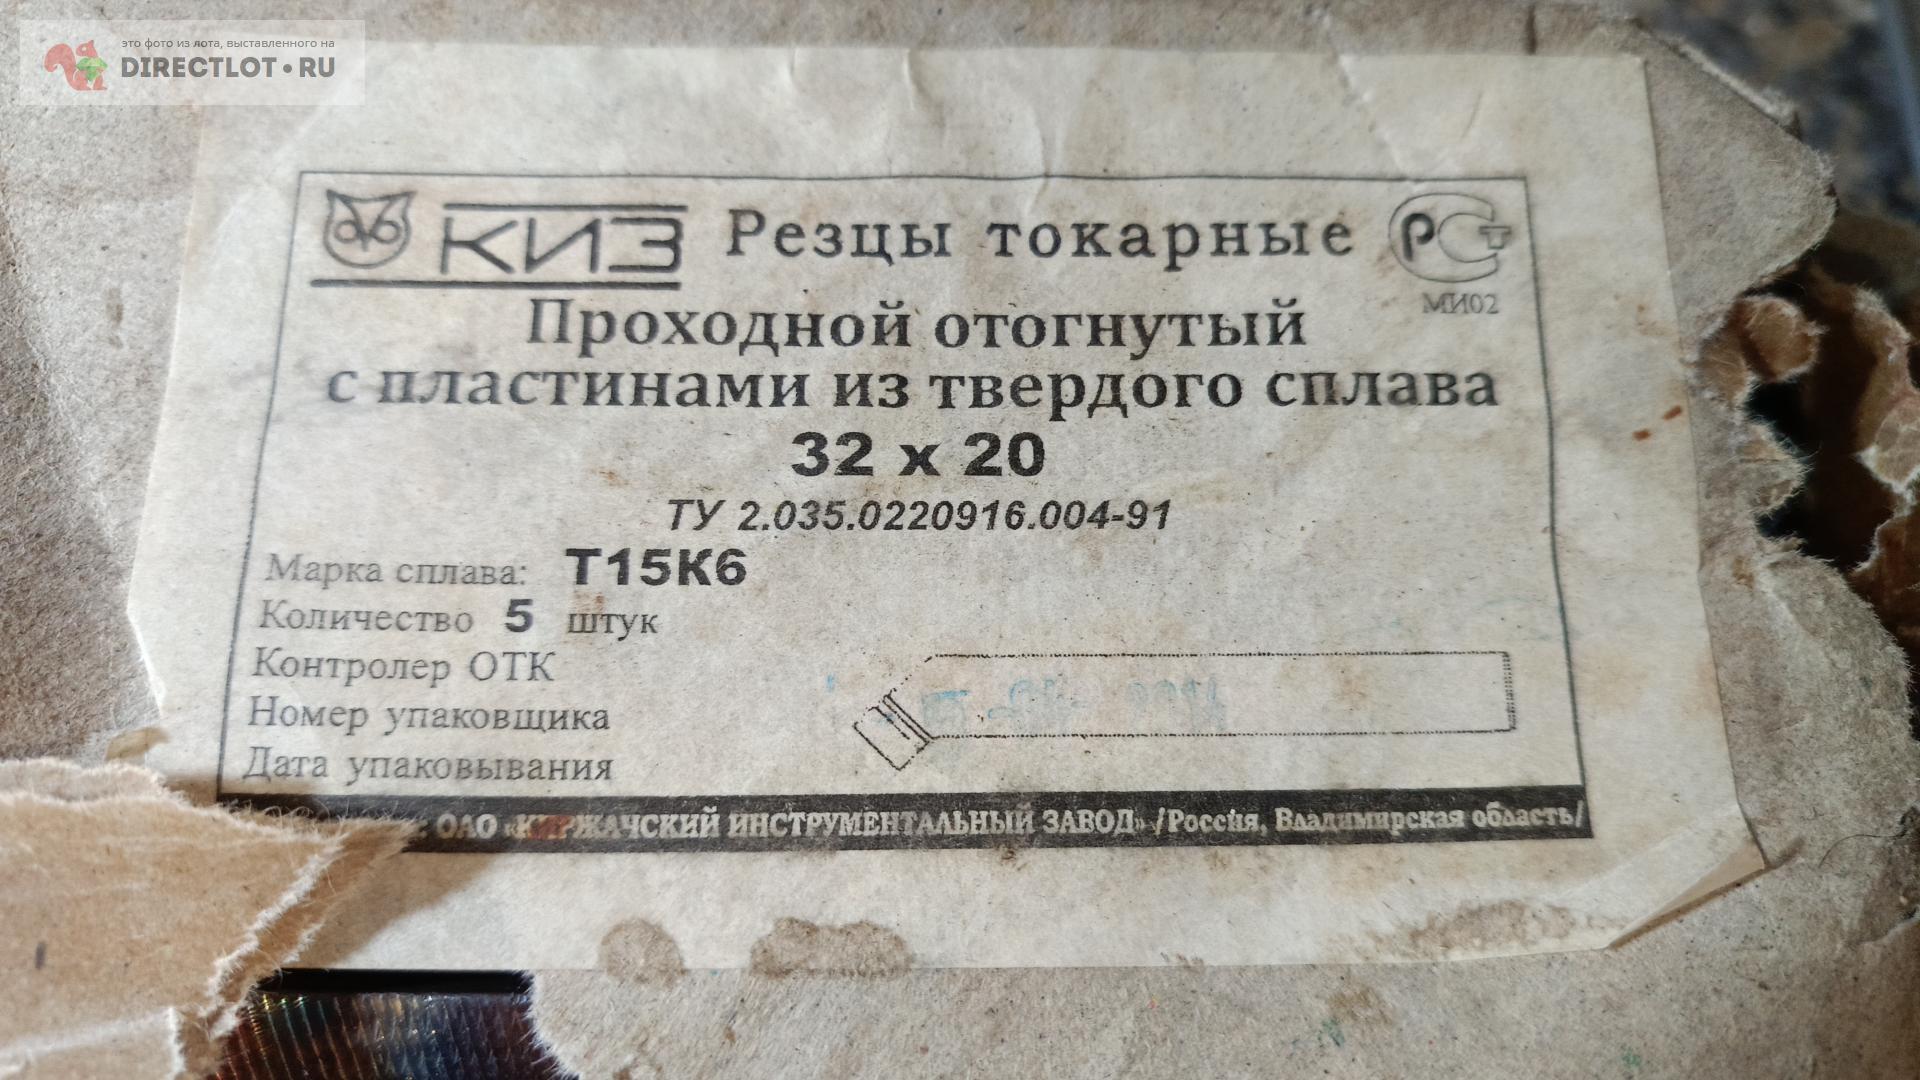 это фото из лота, выставленного на
DIRECTLOT•RU
КИЗ Резцы токарные
РСТ
МИ02
Проходной отогнутый
с пластинами из твердого сплава
32 x 20
ТУ 2.035.0220916.004-91
Марка сплава: Т15К6
Количество 5 штук
Контролер ОТК
Номер упаковщика
Дата упаковывания
ОАО «КИРЖАЧСКИЙ ИНСТРУМЕНТАЛЬНЫЙ ЗАВОД» /Россия, Владимирская область/